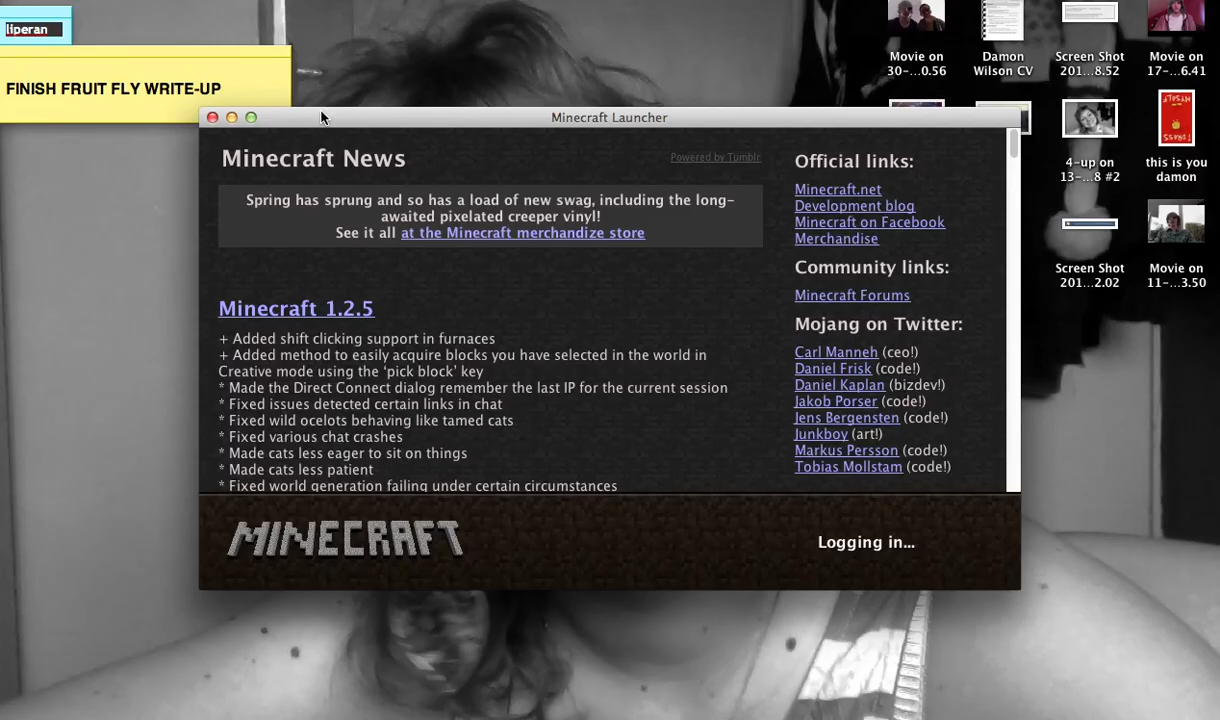 liperan
FINISH FRUIT FLY WRITE-UP
Movie on
30-...0.56
Damon
Wilson CV
Screen Shot
201...8.52
Movie on
17-...6.41
4-up on
13-...8 #2
this is you
damon
Screen Shot
201...2.02
Movie on
11-...3.50
Minecraft Launcher
Minecraft News
Powered by Tumblr
Spring has sprung and so has a load of new swag, including the long-
awaited pixelated creeper vinyl!
See it all at the Minecraft merchandize store
Minecraft 1.2.5
+ Added shift clicking support in furnaces
+ Added method to easily acquire blocks you have selected in the world in
Creative mode using the ‘pick block’ key
* Made the Direct Connect dialog remember the last IP for the current session
* Fixed issues detected certain links in chat
* Fixed wild ocelots behaving like tamed cats
* Fixed various chat crashes
* Made cats less eager to sit on things
* Made cats less patient
* Fixed world generation failing under certain circumstances
Official links:
Minecraft.net
Development blog
Minecraft on Facebook
Merchandise
Community links:
Minecraft Forums
Mojang on Twitter:
Carl Manneh (ceo!)
Daniel Frisk (code!)
Daniel Kaplan (bizdev!)
Jakob Porser (code!)
Jens Bergensten (code!)
Junkboy (art!)
Markus Persson (code!)
Tobias Mollstam (code!)
MINECRAFT
Logging in...